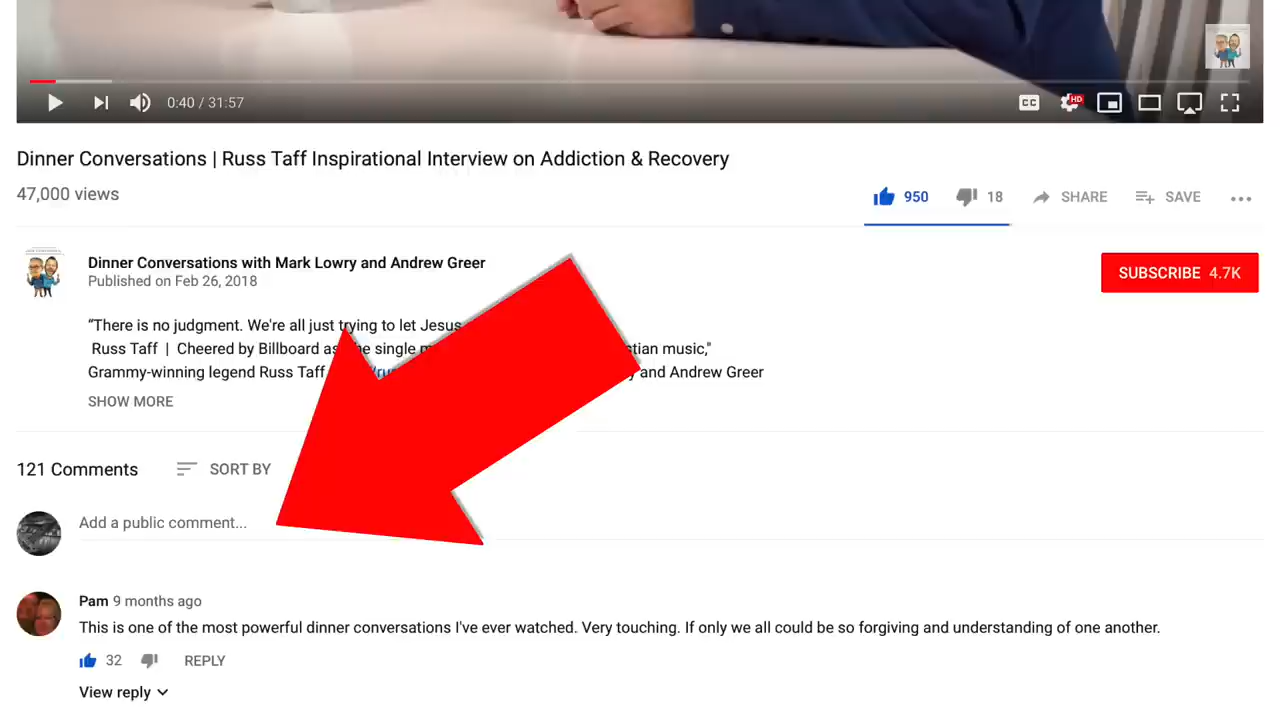 0:40 / 31:57
CC
HD
Dinner Conversations | Russ Taff Inspirational Interview on Addiction & Recovery
47,000 views
950
18
SHARE
SAVE
Dinner Conversations with Mark Lowry and Andrew Greer
Published on Feb 26, 2018
SUBSCRIBE 4.7K
“There is no judgment. We're all just trying to let Jesus
Russ Taff | Cheered by Billboard as the single
music,"
Grammy-winning legend Russ Taff and Andrew Greer
SHOW MORE
121 Comments
SORT BY
Add a public comment...
Pam 9 months ago
This is one of the most powerful dinner conversations I've ever watched. Very touching. If only we all could be so forgiving and understanding of one another.
32
REPLY
View reply